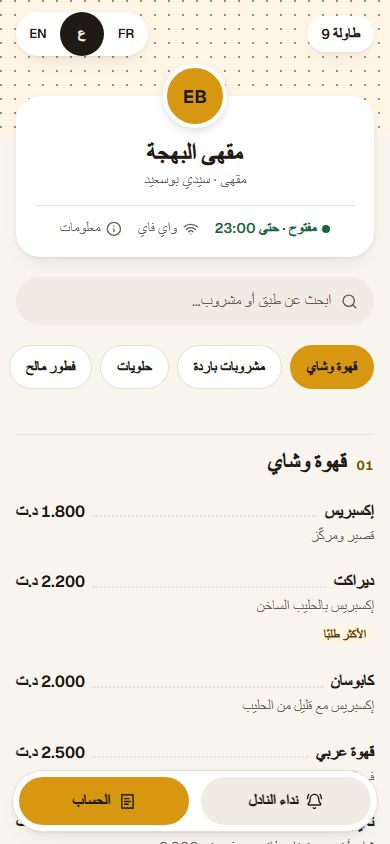 طاولة 9
FR ع EN
EB
مقهى البهجة
مقهى · سيدي بوسعيد
مفتوح · حتى 23:00 واي فاي معلومات
ابحث عن طبق أو مشروب...
قهوة وشاي مشروبات باردة حلويات فطور مالح
01 قهوة وشاي
إكسبريس 1.800 د.ت
قصير ومركّز
ديراكت 2.200 د.ت
إكسبريس بالحليب الساخن
الأكثر طلبًا
كابوسان 2.000 د.ت
إكسبريس مع قليل من الحليب
قهوة عربي 2.500 د.ت
نداء النادل الحساب